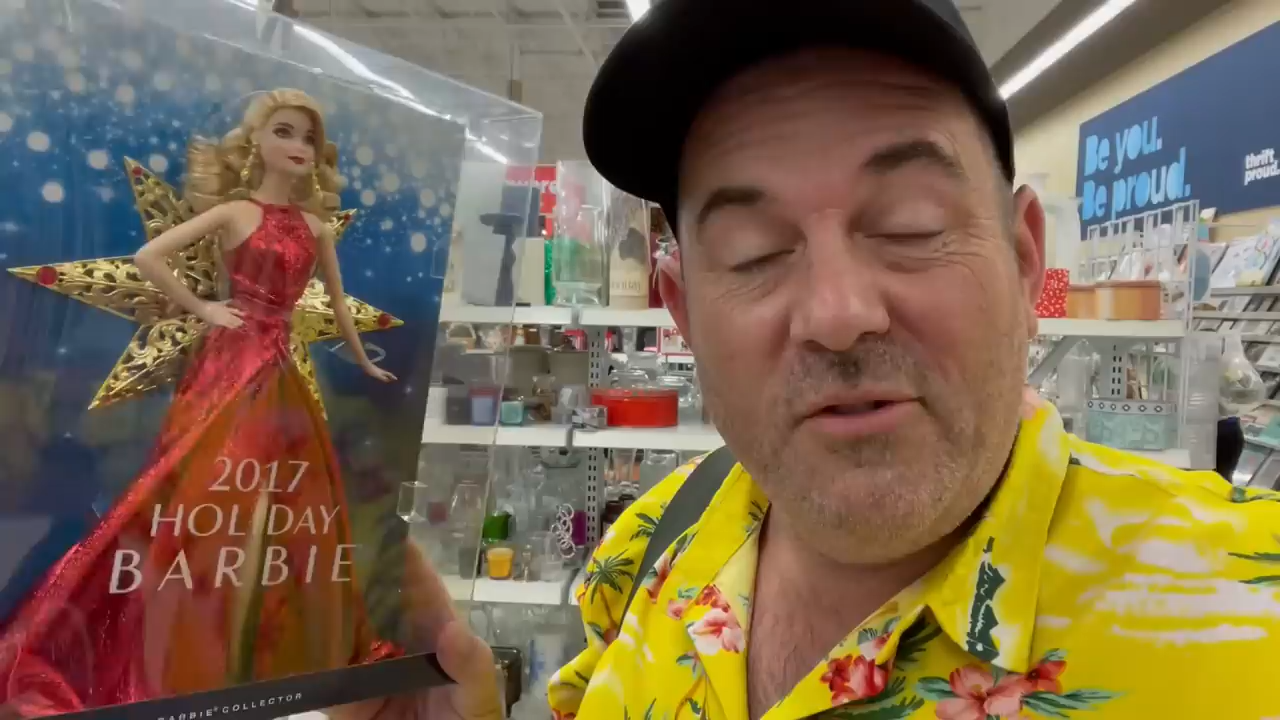 2017
HOLIDAY
BARBIE
BARBIE® COLLECTOR
Be you.
Be proud.
thrift
proud.